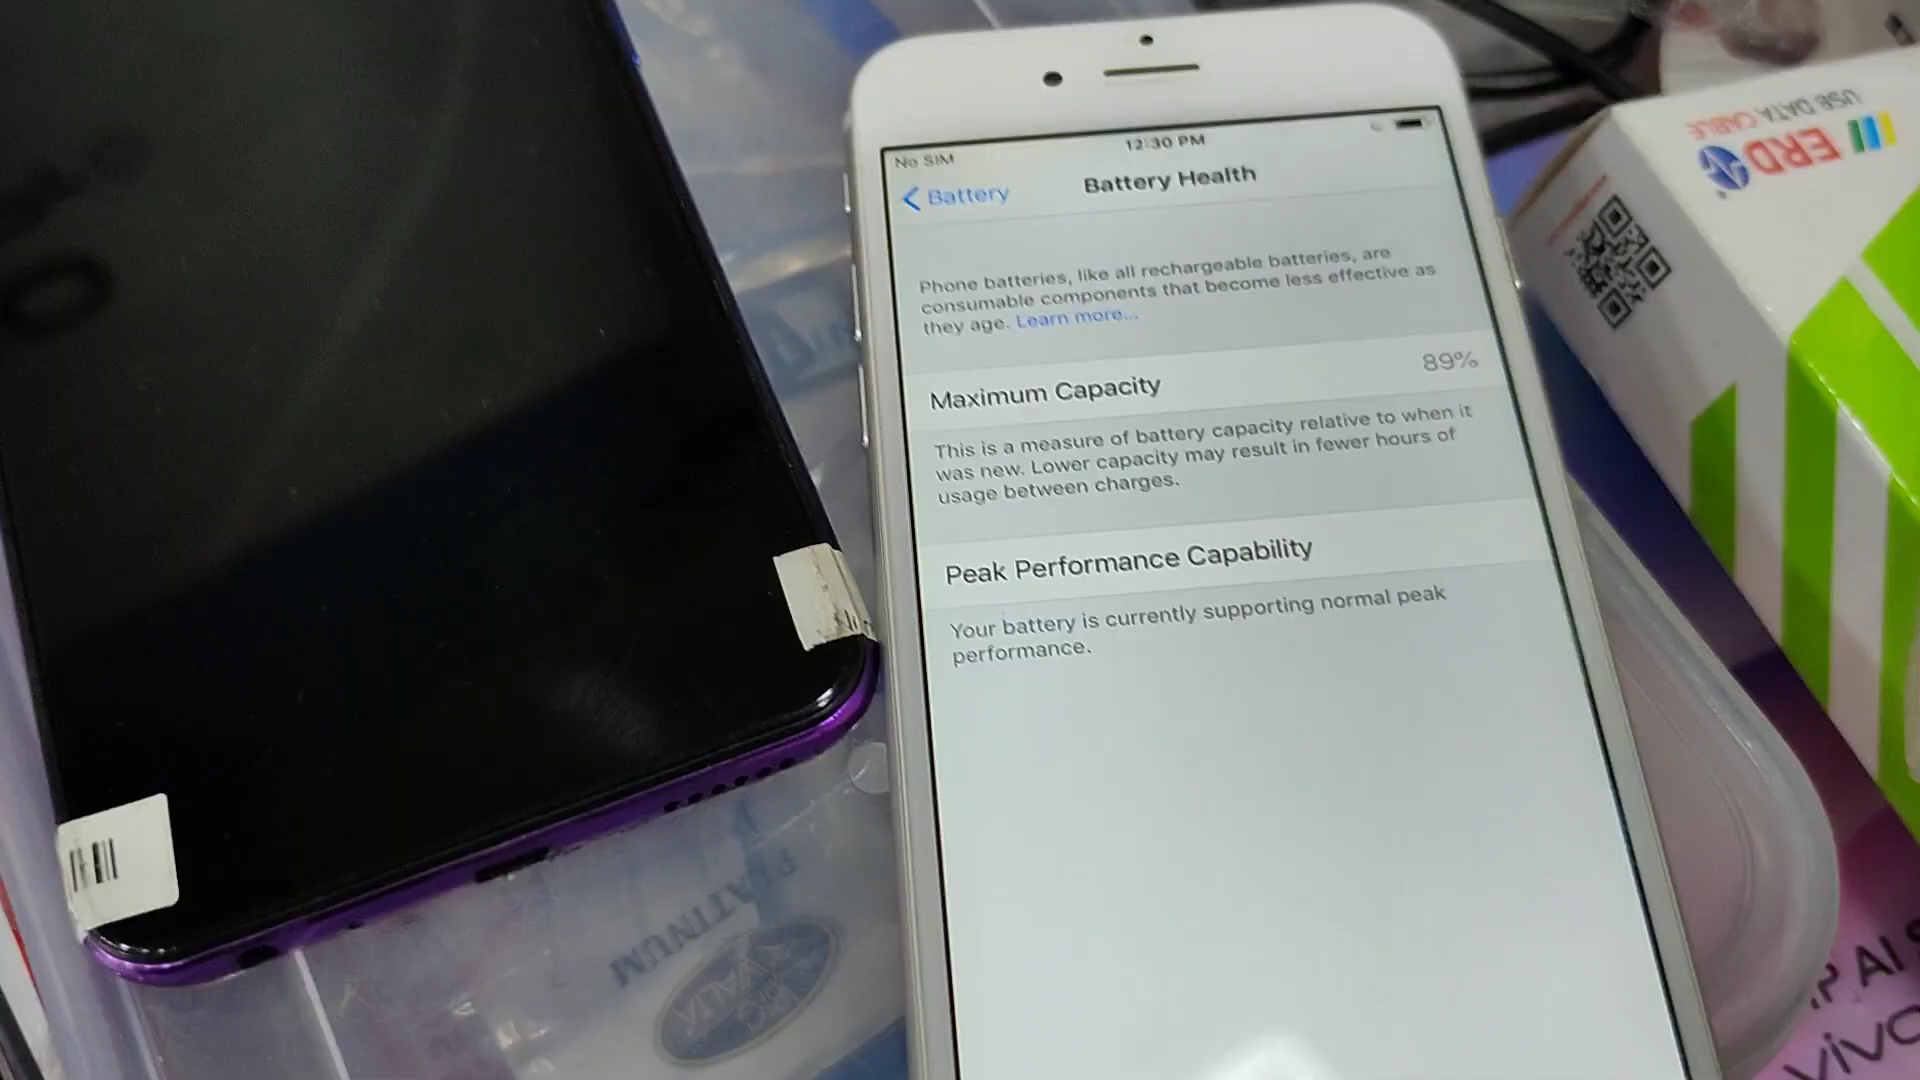 No SIM
12:30 PM
Battery
Battery Health
Phone batteries, like all rechargeable batteries, are
consumable components that become less effective as
they age. Learn more...
Maximum Capacity
89%
This is a measure of battery capacity relative to when it
was new. Lower capacity may result in fewer hours of
usage between charges.
Peak Performance Capability
Your battery is currently supporting normal peak
performance.
ERD
USB DATA CABLE
PLATINUM
BIG
WALIA
AI
vivo